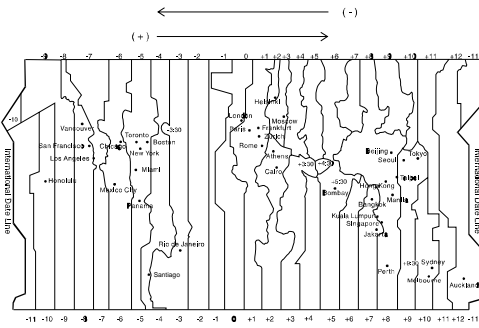 (-)
(+)
-9 -9 -8 -7 -6 -5 -4 -3 -2 -1 0 +1 +2 +3 +5 +6 +7 +8 +9 +10 +11 +12 -11
-10
Helsinki
London
Moscow
Vancouver
-3:30
Paris
Frankfurt
Toronto
Zürich
San Francisco
Chicago
Boston
Rome
New York
Beijing
Los Angeles
Athens
Seoul
Tokyo
+3:30
+4:30
Miami
Cairo
Honolulu
Taipei
+5:30
HongKong
Mexico City
Bombay
Manila
Panama
Bangkok
Kuala Lumpur
Singapore
Jakarta
Rio de Janeiro
+9:30
Sydney
Santiago
Perth
Melbourne
Auckland
International Date Line
International Date Line
-11 -10 -9 -8 -7 -6 -5 -4 -3 -2 -1 0 +1 +2 +3 +4 +5 +6 +7 +8 +9 +10 +11 +12 -11